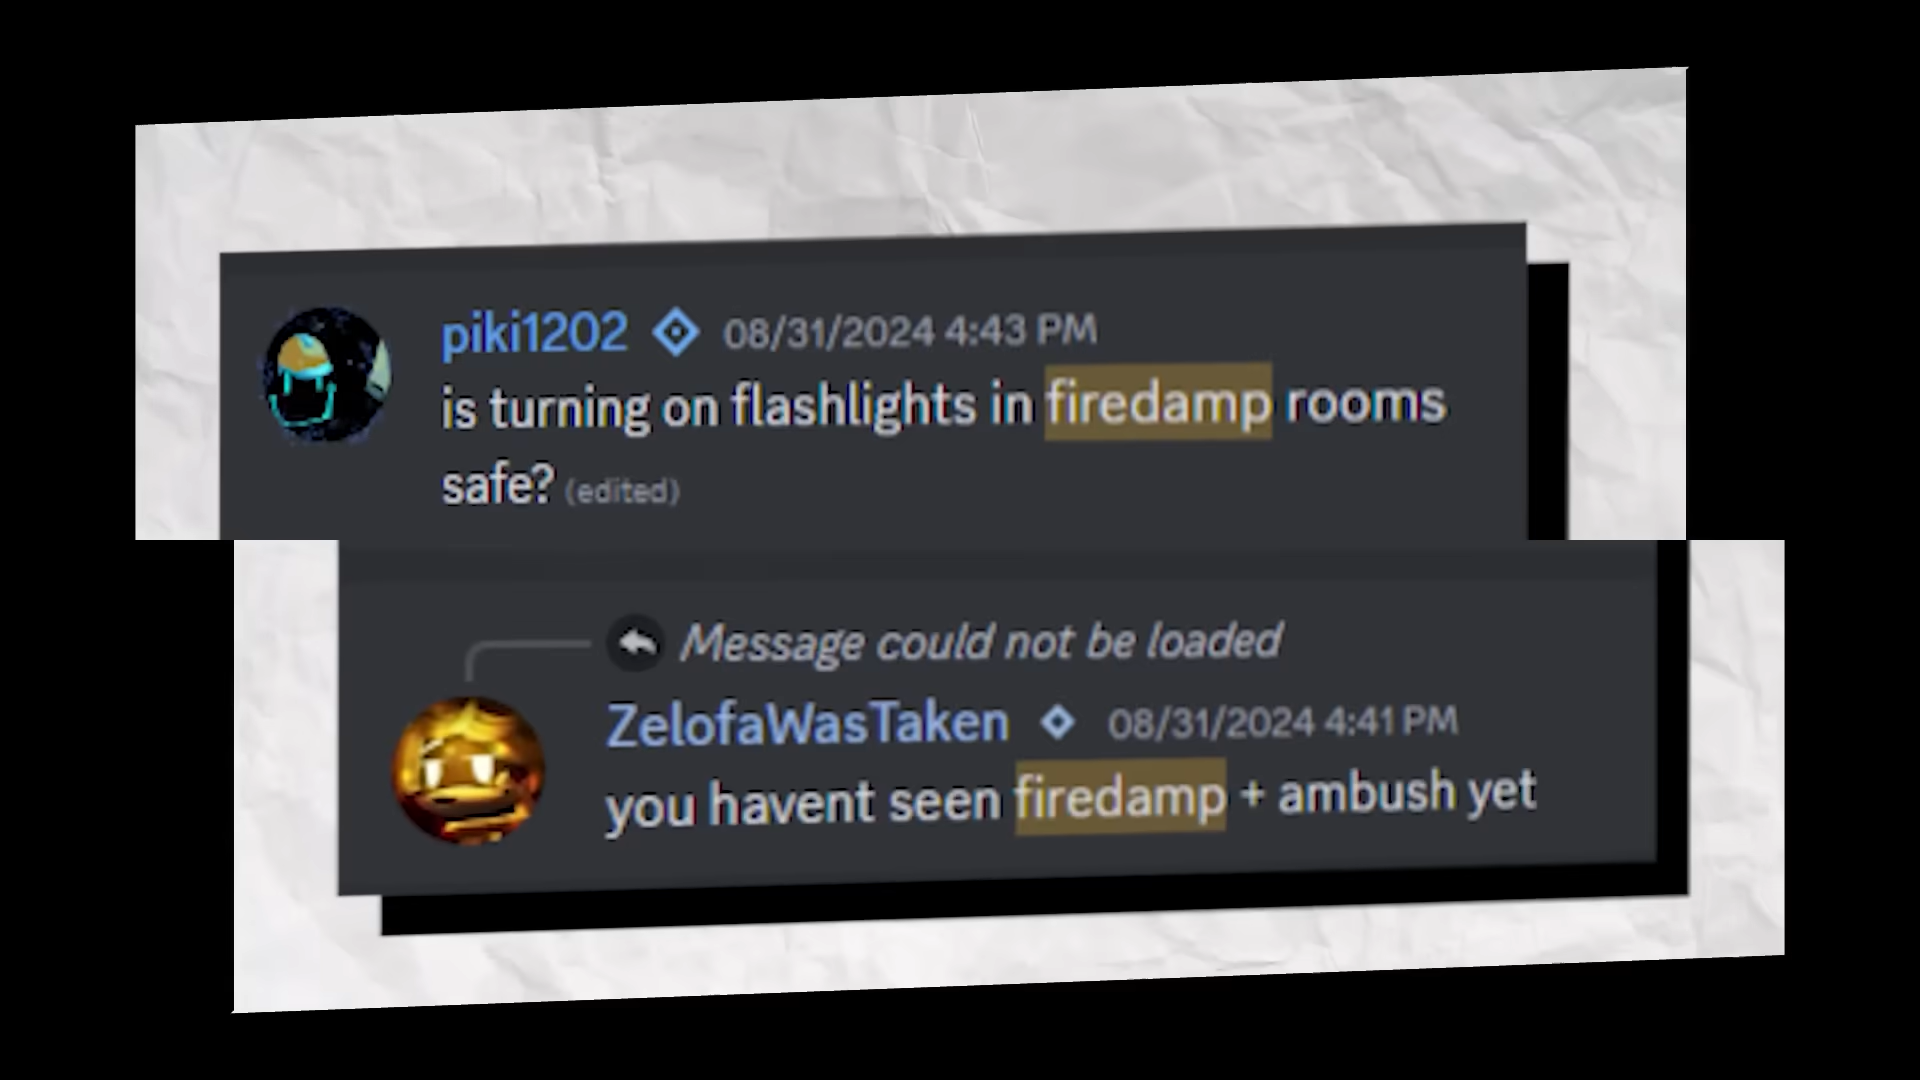 piki1202 08/31/2024 4:43 PM
is turning on flashlights in firedamp rooms
safe? (edited)
Message could not be loaded
ZelofaWasTaken 08/31/2024 4:41 PM
you havent seen firedamp + ambush yet